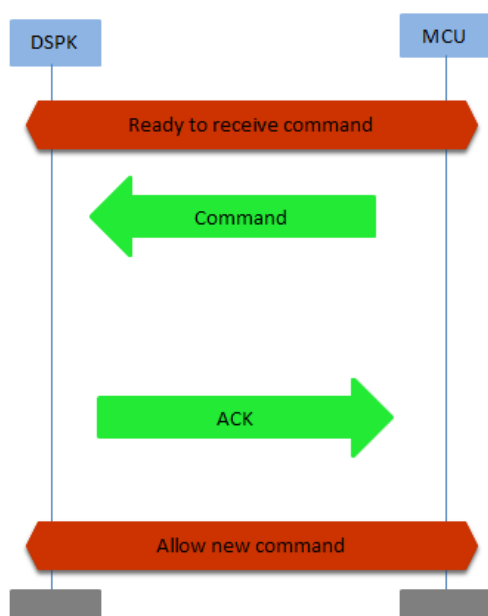 DSPK
MCU
Ready to receive command
Command
ACK
Allow new command